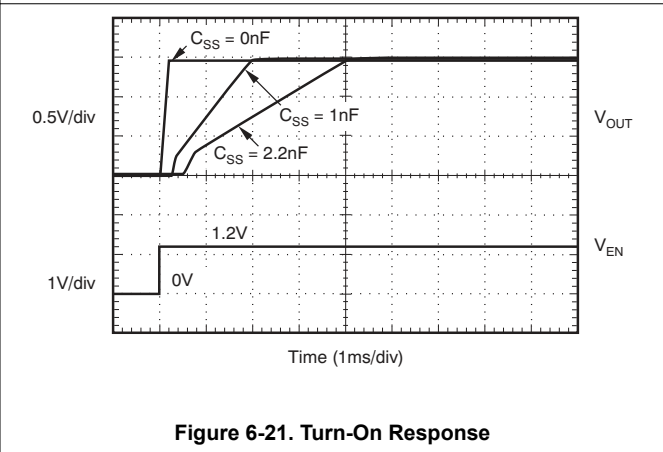 C_SS = 0nF
0.5V/div
C_SS = 1nF
V_OUT
C_SS = 2.2nF
1.2V
V_EN
1V/div
0V
Time (1ms/div)
Figure 6-21. Turn-On Response